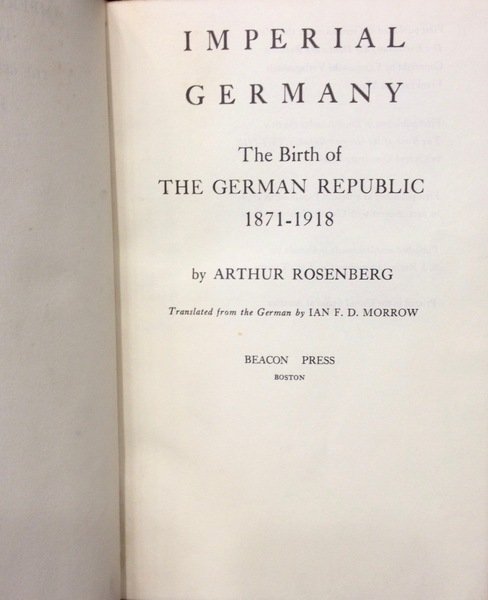 IMPERIAL
GERMANY
The Birth of
THE GERMAN REPUBLIC
1871-1918
by ARTHUR ROSENBERG
Translated from the German by IAN F. D. MORROW
BEACON PRESS
BOSTON